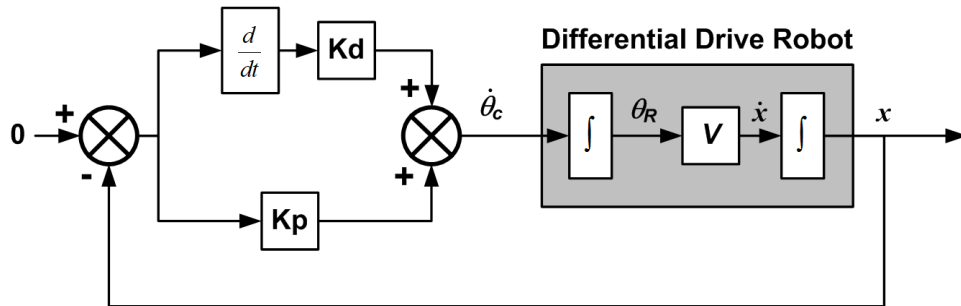 d
dt
Kd
Differential Drive Robot
+
+
θ̇c
0
+
-
∫
θR
V
ẋ
∫
x
+
Kp